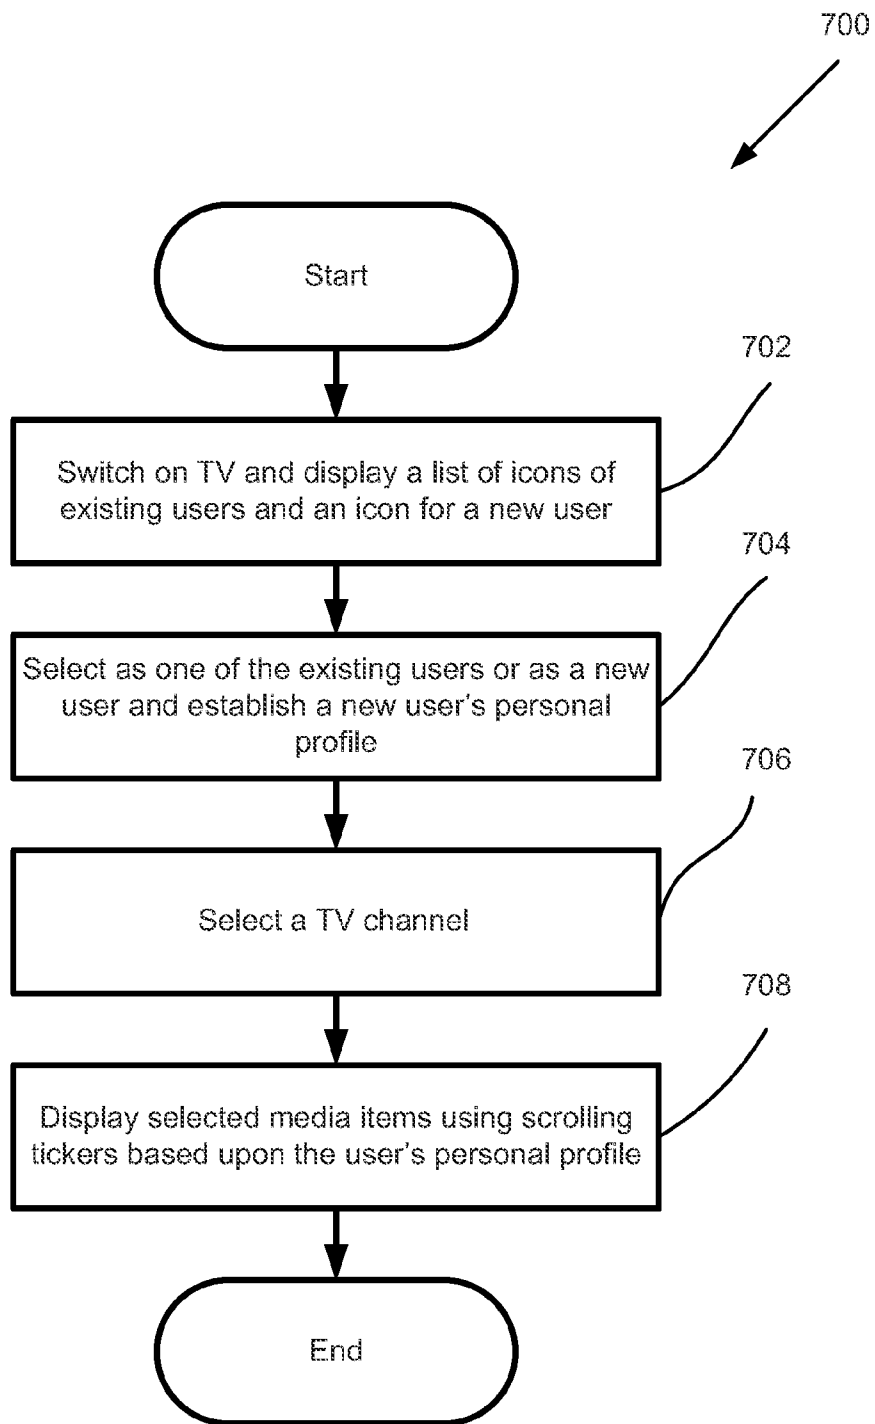 700
Start
702
Switch on TV and display a list of icons of
existing users and an icon for a new user
704
Select as one of the existing users or as a new
user and establish a new user's personal
profile
706
Select a TV channel
708
Display selected media items using scrolling
tickers based upon the user's personal profile
End